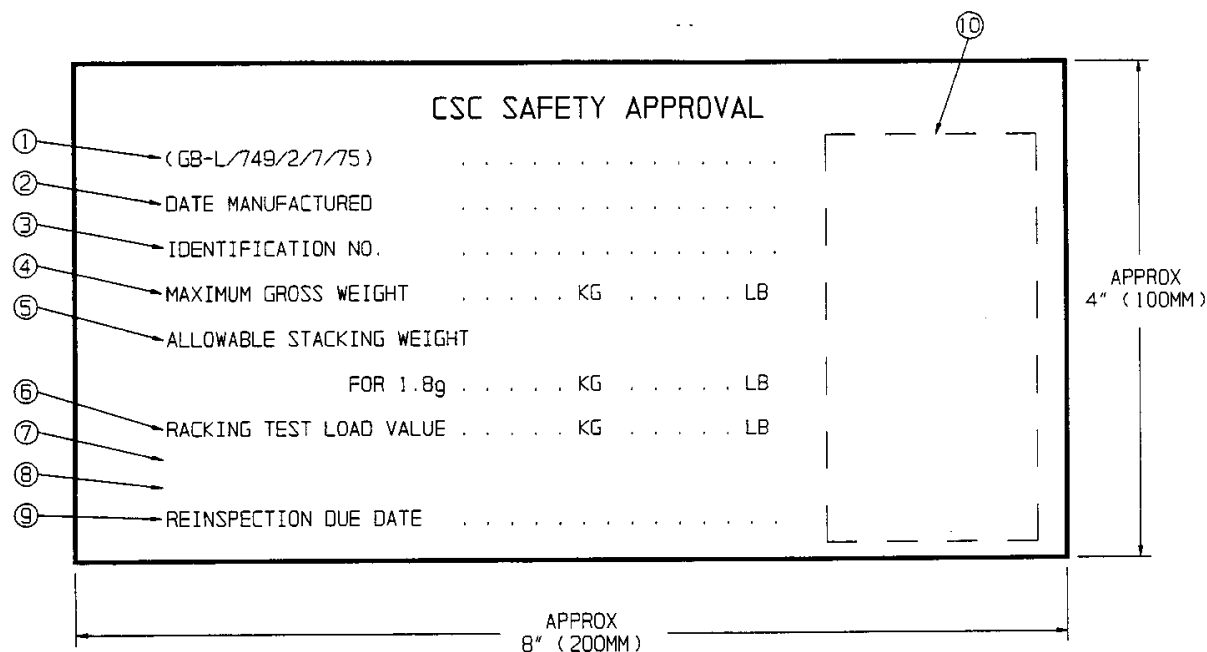 ⑩
CSC SAFETY APPROVAL
① (GB-L/749/2/7/75) . . . . . . . . . . . . . .
② DATE MANUFACTURED . . . . . . . . . . . . . .
③ IDENTIFICATION NO. . . . . . . . . . . . . . .
④ MAXIMUM GROSS WEIGHT . . . . . KG . . . . . LB
⑤ ALLOWABLE STACKING WEIGHT
FOR 1.8g . . . . . KG . . . . . LB
⑥ RACKING TEST LOAD VALUE . . . . . KG . . . . . LB
⑦
⑧
⑨ REINSPECTION DUE DATE . . . . . . . . . . . . . .
APPROX
4" (100MM)
APPROX
8" (200MM)